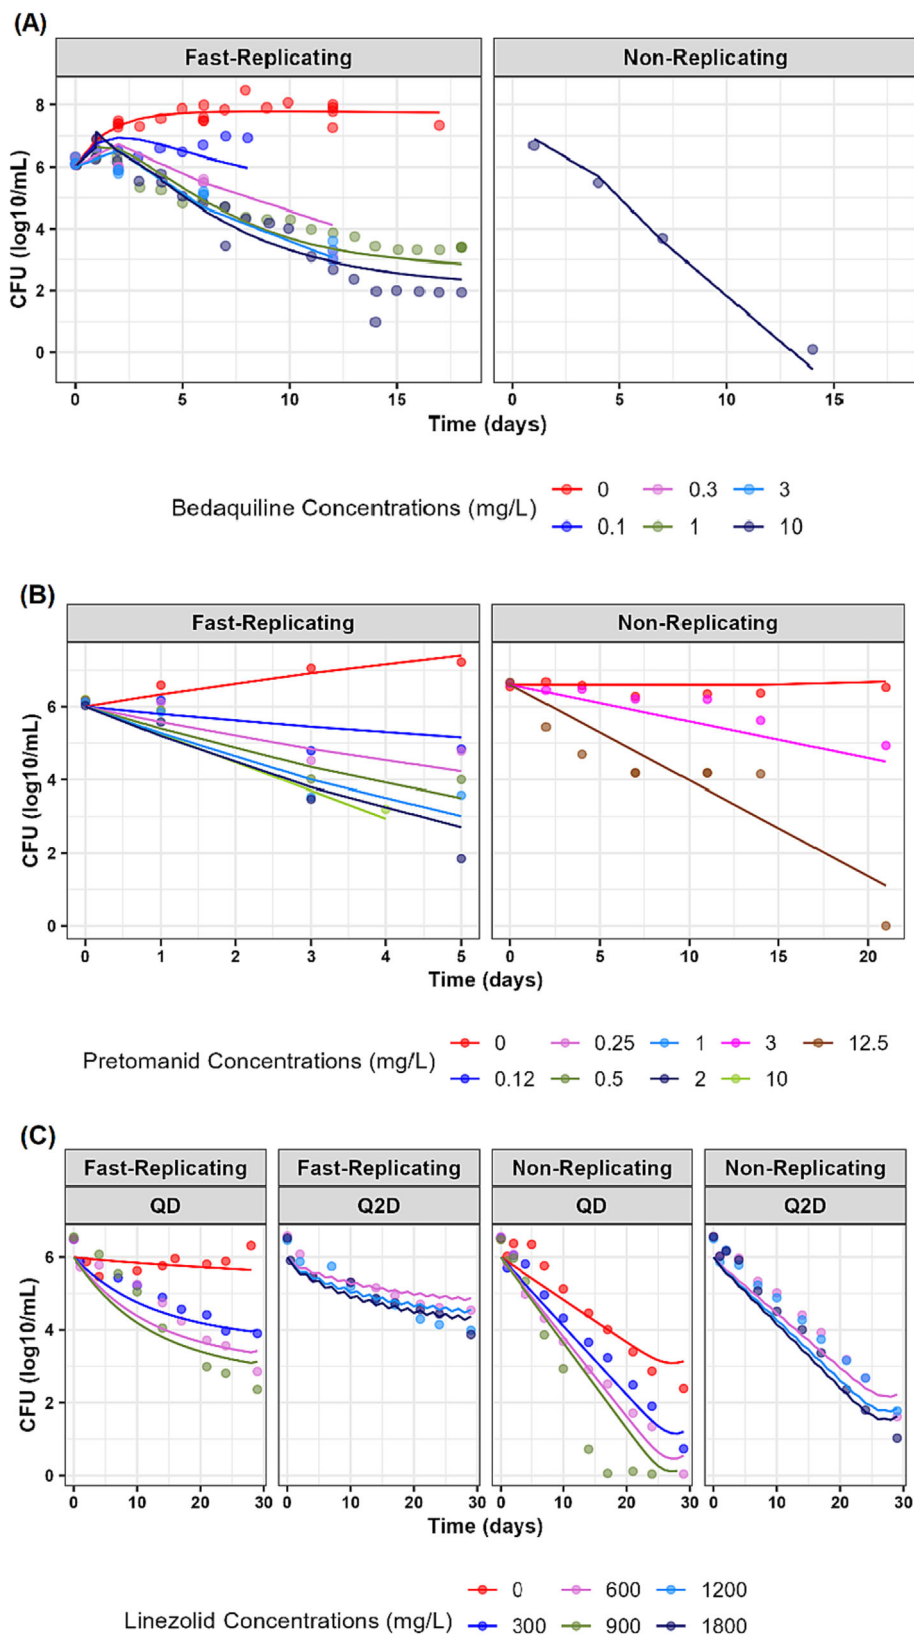 (A)
Fast-Replicating Non-Replicating
CFU (log10/mL)
8
6
4
2
0
0 5 10 15 0 5 10 15
Time (days)
Bedaquiline Concentrations (mg/L)
0 0.3 3
0.1 1 10
(B)
Fast-Replicating Non-Replicating
CFU (log10/mL)
6
4
2
0
0 1 2 3 4 5 0 5 10 15 20
Time (days)
Pretomanid Concentrations (mg/L)
0 0.25 1 3 12.5
0.12 0.5 2 10
(C)
Fast-Replicating Fast-Replicating Non-Replicating Non-Replicating
QD Q2D QD Q2D
CFU (log10/mL)
6
4
2
0
0 10 20 30 0 10 20 30 0 10 20 30 0 10 20 30
Time (days)
Linezolid Concentrations (mg/L)
0 600 1200
300 900 1800